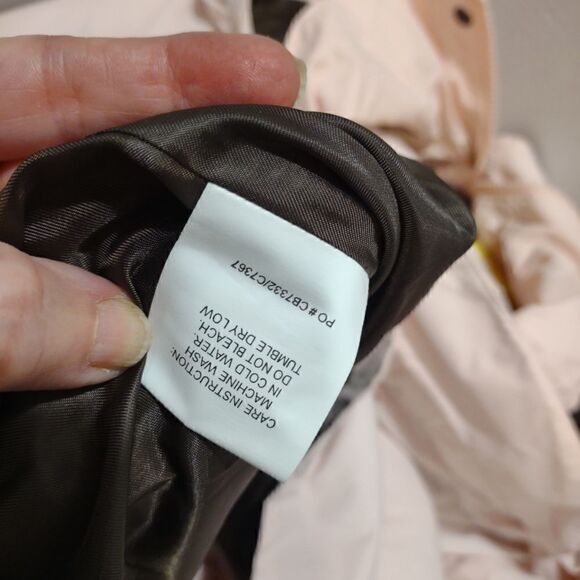 CARE INSTRUCTION:
MACHINE WASH
IN COLD WATER.
DO NOT BLEACH.
TUMBLE DRY LOW
PO # CB7332/C7367